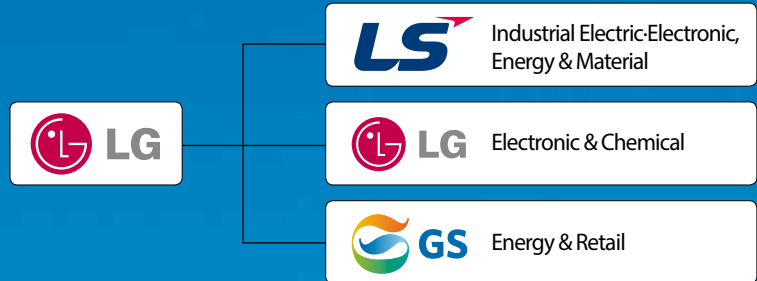 LS
Industrial Electric·Electronic,
Energy & Material
LG
LG
Electronic & Chemical
GS
Energy & Retail